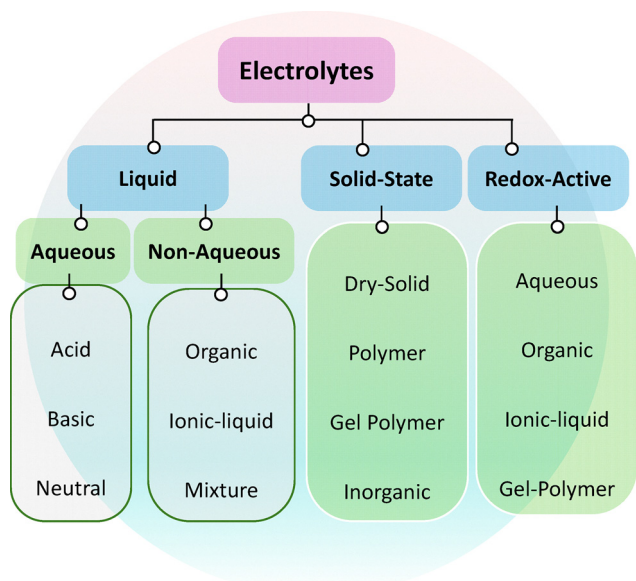 Electrolytes
Liquid
Solid-State
Redox-Active
Aqueous
Non-Aqueous
Acid
Basic
Neutral
Organic
Ionic-liquid
Mixture
Dry-Solid
Polymer
Gel Polymer
Inorganic
Aqueous
Organic
Ionic-liquid
Gel-Polymer